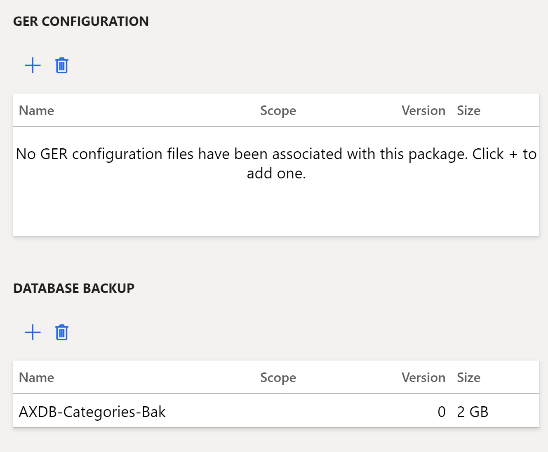 GER CONFIGURATION
Name Scope Version Size
No GER configuration files have been associated with this package. Click + to
add one.
DATABASE BACKUP
Name Scope Version Size
AXDB-Categories-Bak 0 2 GB